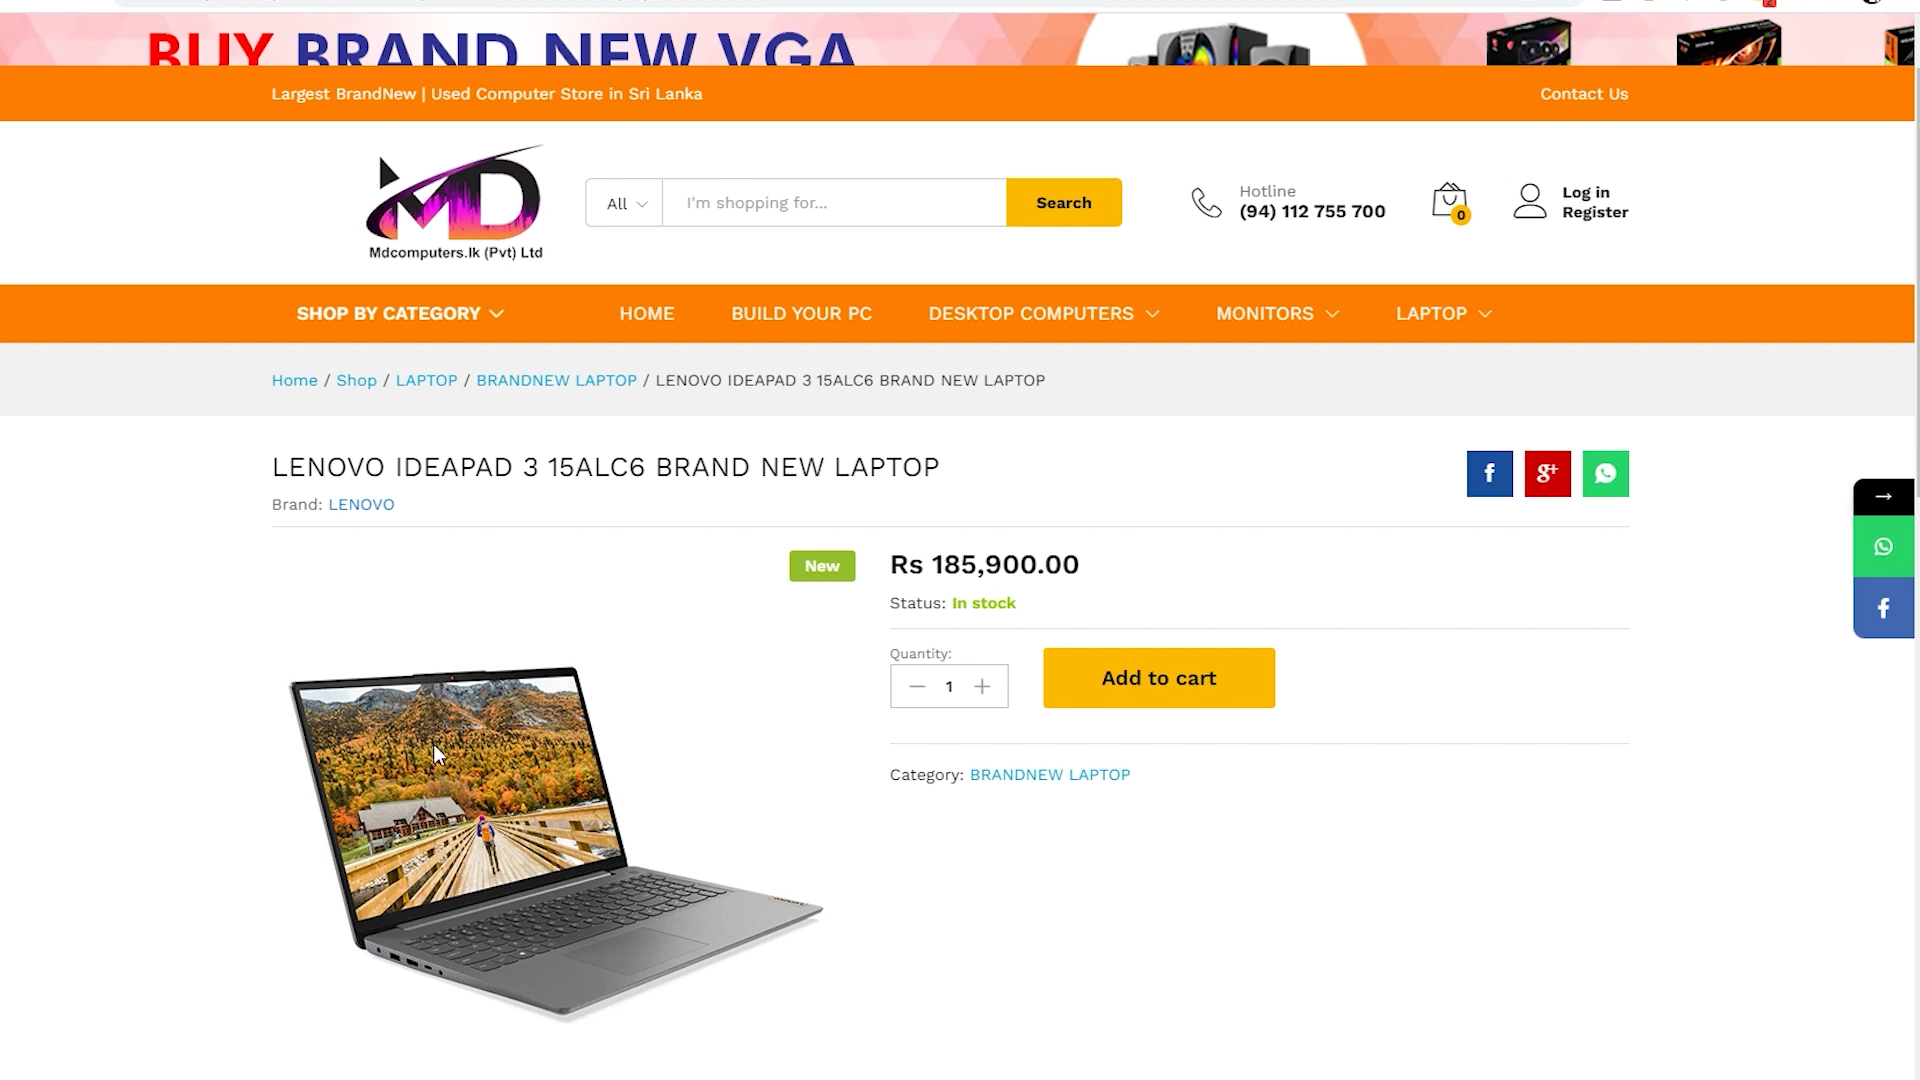 BUY BRAND NEW VGA
Largest BrandNew | Used Computer Store in Sri Lanka
Contact Us
MD
Mdcomputers.lk (Pvt) Ltd
All
I'm shopping for...
Search
Hotline
(94) 112 755 700
0
Log in
Register
SHOP BY CATEGORY
HOME
BUILD YOUR PC
DESKTOP COMPUTERS
MONITORS
LAPTOP
Home / Shop / LAPTOP / BRANDNEW LAPTOP / LENOVO IDEAPAD 3 15ALC6 BRAND NEW LAPTOP
LENOVO IDEAPAD 3 15ALC6 BRAND NEW LAPTOP
Brand: LENOVO
f
g+
New
Rs 185,900.00
Status: In stock
Quantity:
1
Add to cart
Category: BRANDNEW LAPTOP
→
f